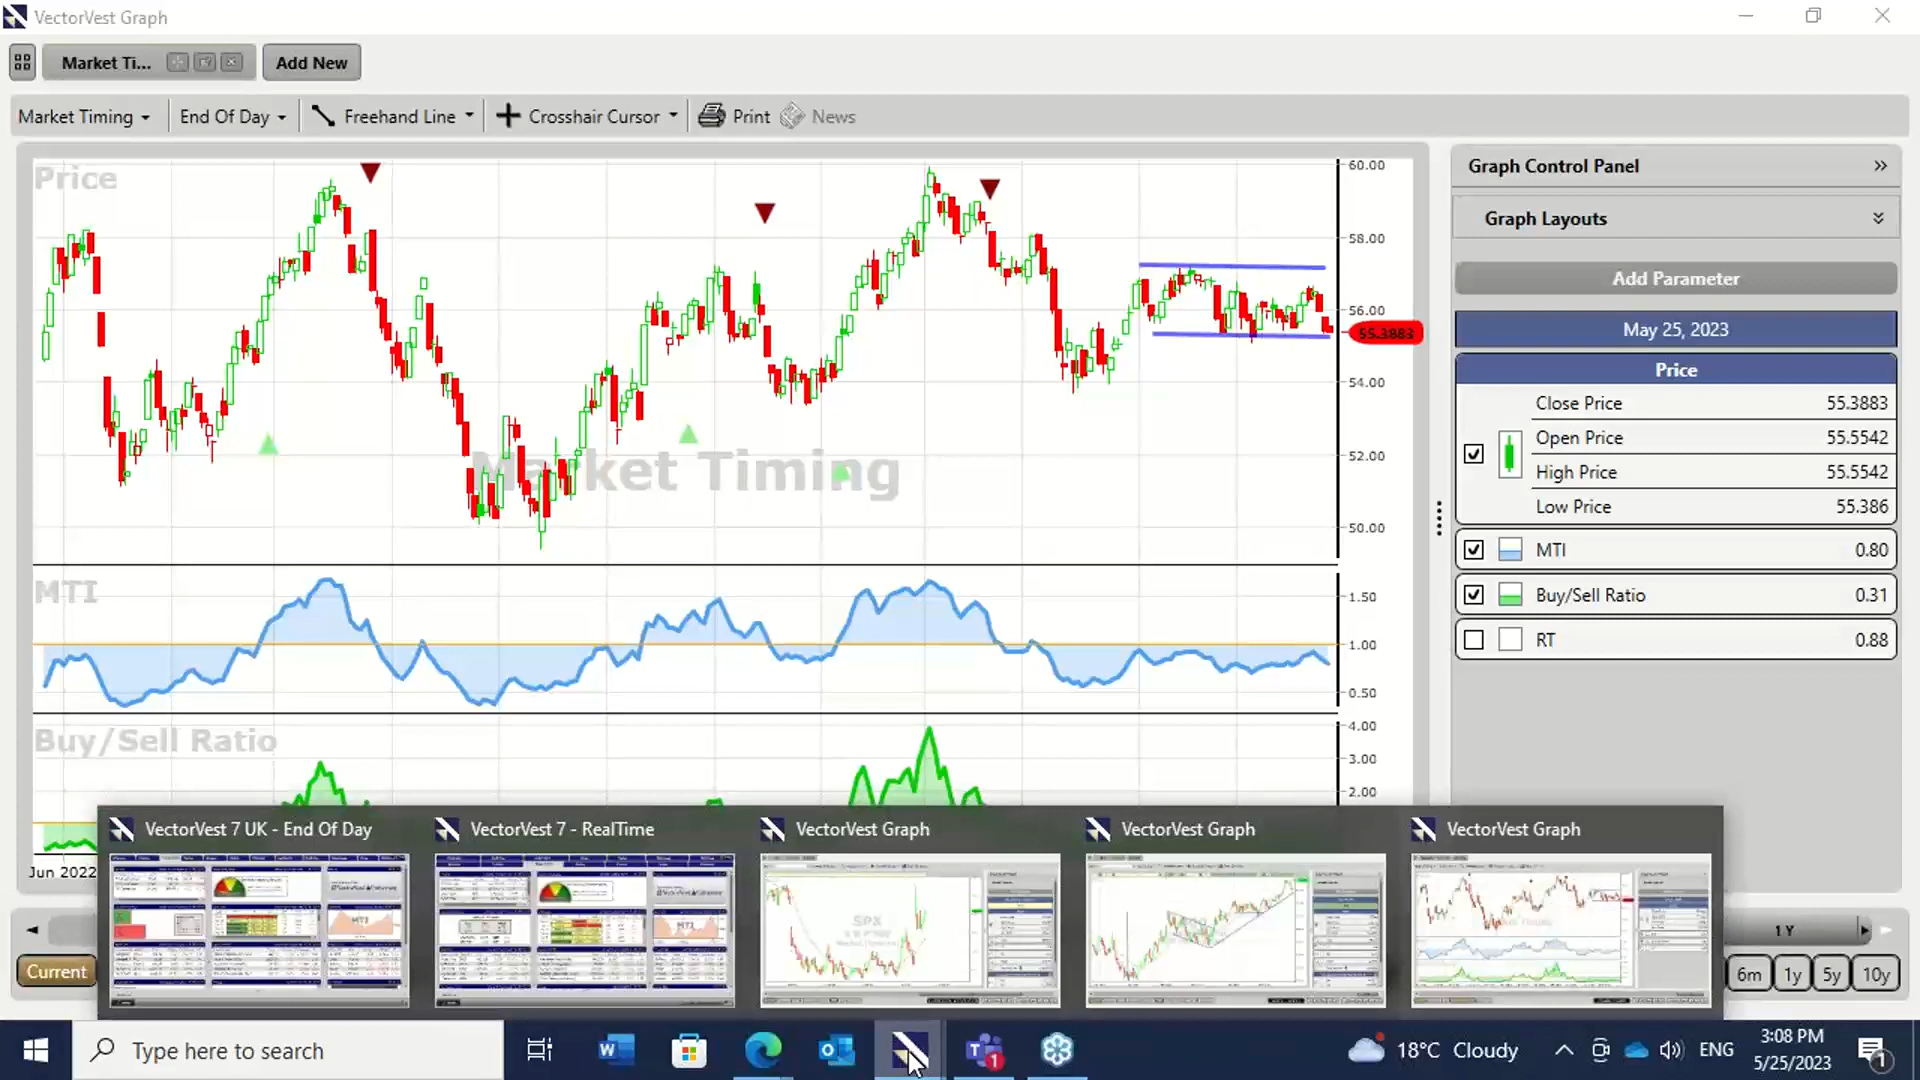 VectorVest Graph
Market Ti...
Add New
Market Timing
End Of Day
Freehand Line
Crosshair Cursor
Print
News
Price
60.00
58.00
56.00
55.3883
54.00
52.00
50.00
Market Timing
MTI
1.50
1.00
0.50
Buy/Sell Ratio
4.00
3.00
2.00
Jun 2022
Graph Control Panel
Graph Layouts
Add Parameter
May 25, 2023
Price
Close Price 55.3883
Open Price 55.5542
High Price 55.5542
Low Price 55.386
MTI 0.80
Buy/Sell Ratio 0.31
RT 0.88
VectorVest 7 UK - End Of Day
VectorVest 7 - RealTime
VectorVest Graph
VectorVest Graph
VectorVest Graph
MTI
MTI
SPX
1 Y
Current
6m
1y
5y
10y
Type here to search
18°C Cloudy
ENG
3:08 PM
5/25/2023
1
1